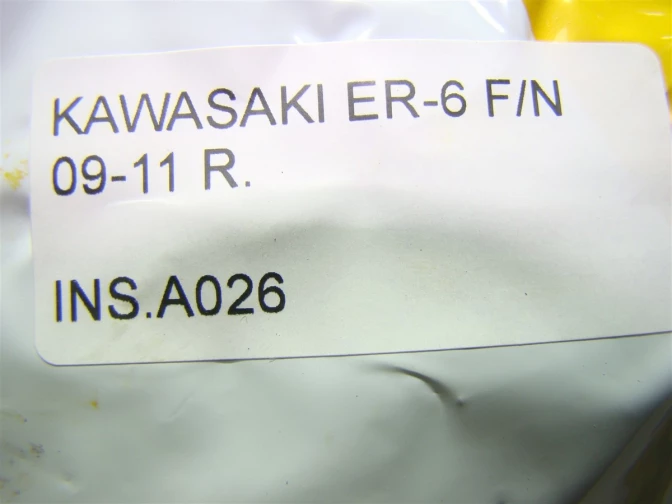 KAWASAKI ER-6 F/N
09-11 R.
INS.A026